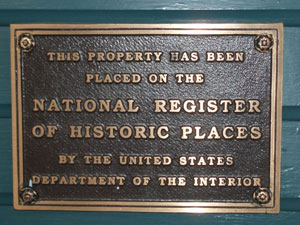 THIS PROPERTY HAS BEEN
PLACED ON THE
NATIONAL REGISTER
OF HISTORIC PLACES
BY THE UNITED STATES
DEPARTMENT OF THE INTERIOR